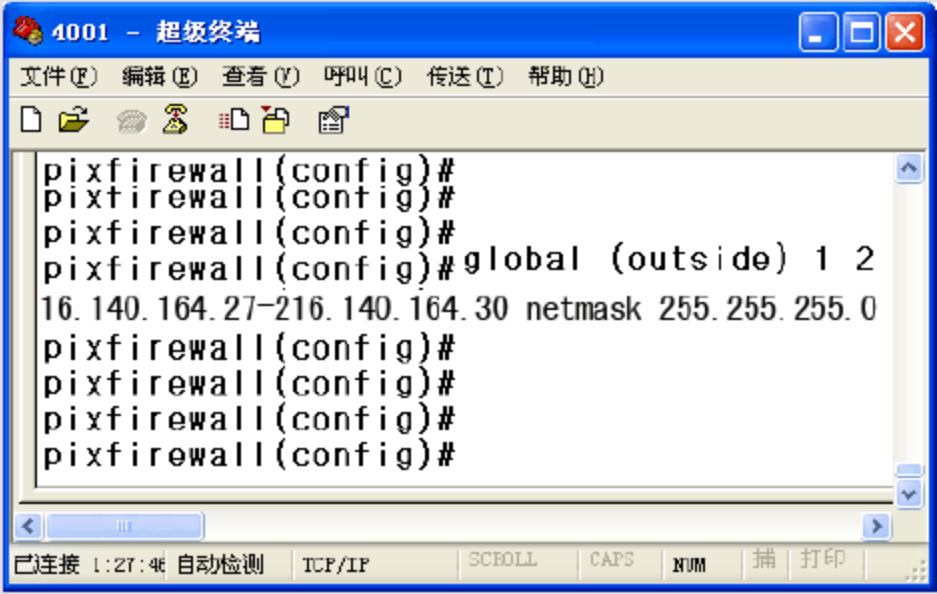 4001 - 超级终端
文件(F) 编辑(E) 查看(V) 呼叫(C) 传送(T) 帮助(H)
pixfirewall(config)#
pixfirewall(config)#
pixfirewall(config)#
pixfirewall(config)#global (outside) 1 2
16.140.164.27-216.140.164.30 netmask 255.255.255.0
pixfirewall(config)#
pixfirewall(config)#
pixfirewall(config)#
pixfirewall(config)#
已连接 1:27:46 自动检测 TCP/IP SCROLL CAPS NUM 捕 打印